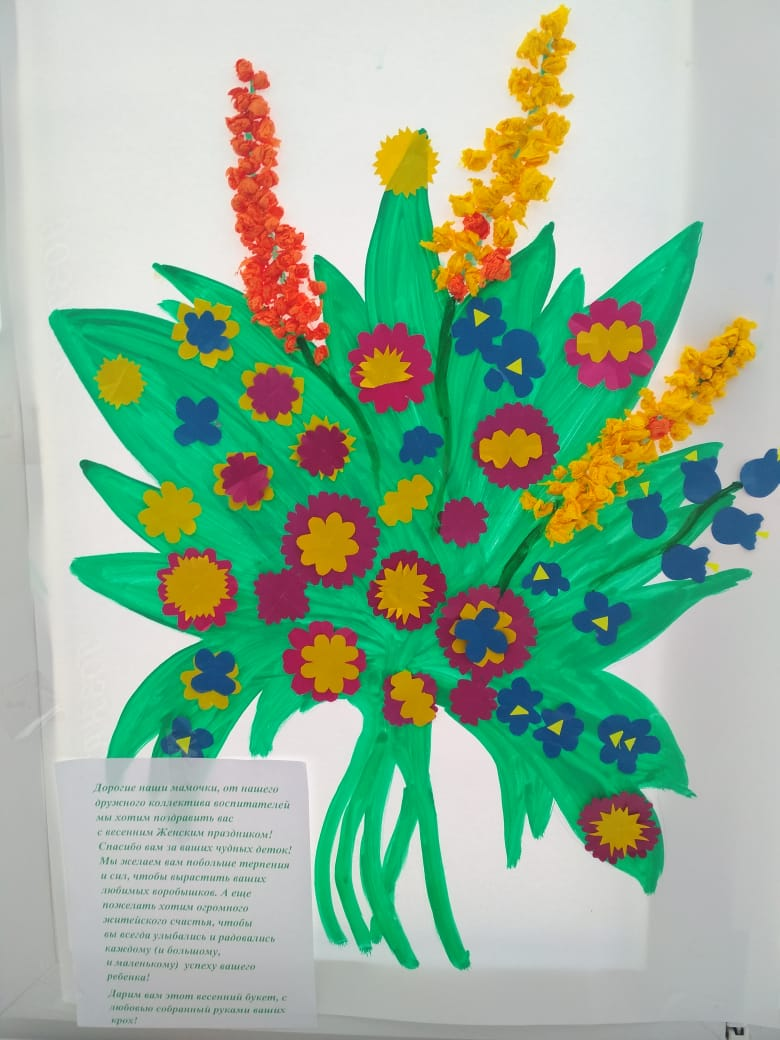 Дорогие наши мамочки, от нашего
дружного коллектива воспитателей
мы хотим поздравить вас
с весенним Женским праздником!
Спасибо вам за ваших чудных деток!
Мы желаем вам побольше терпения
и сил, чтобы вырастить ваших
любимых воробышков. А еще
пожелать хотим огромного
житейского счастья, чтобы
вы всегда улыбались и радовались
каждому (и большому,
и маленькому) успеху вашего
ребенка!
Дарим вам этот весенний букет, с
любовью собранный руками ваших
крох!